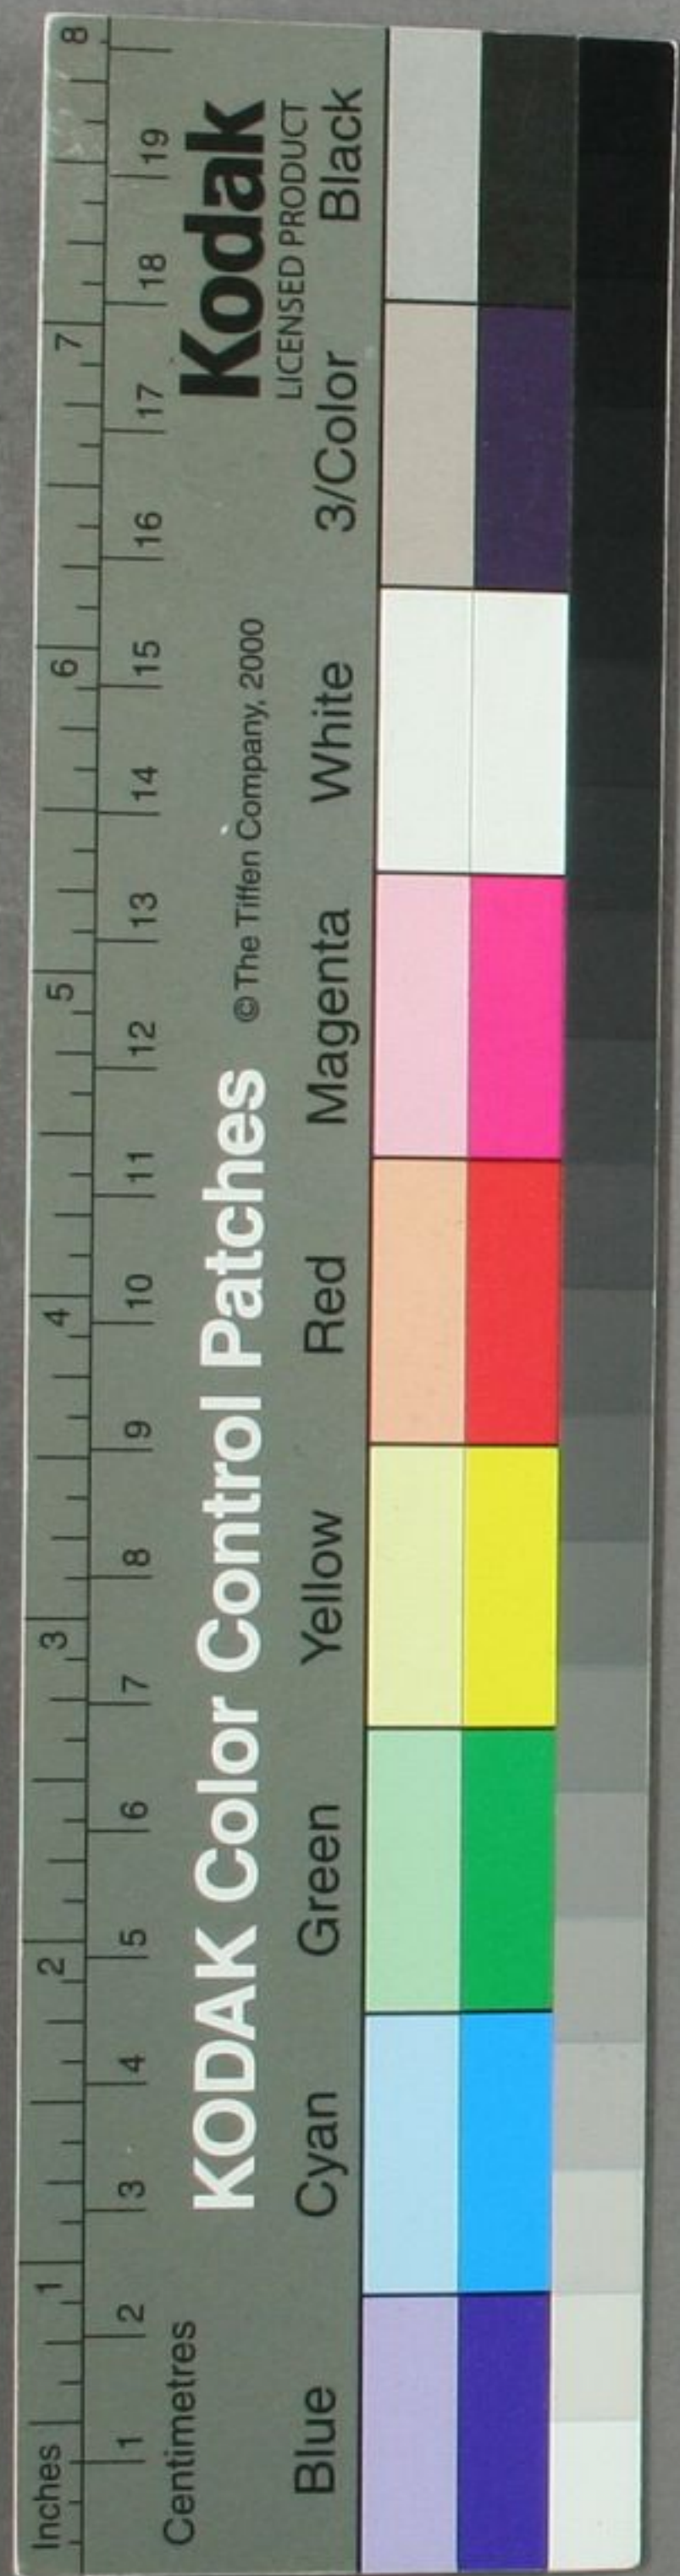 Inches 1 2 3 4 5 6 7 8
1 2 3 4 5 6 7 8 9 10 11 12 13 14 15 16 17 18 19
Centimetres
KODAK Color Control Patches © The Tiffen Company, 2000 Kodak
LICENSED PRODUCT
Blue Cyan Green Yellow Red Magenta White 3/Color Black